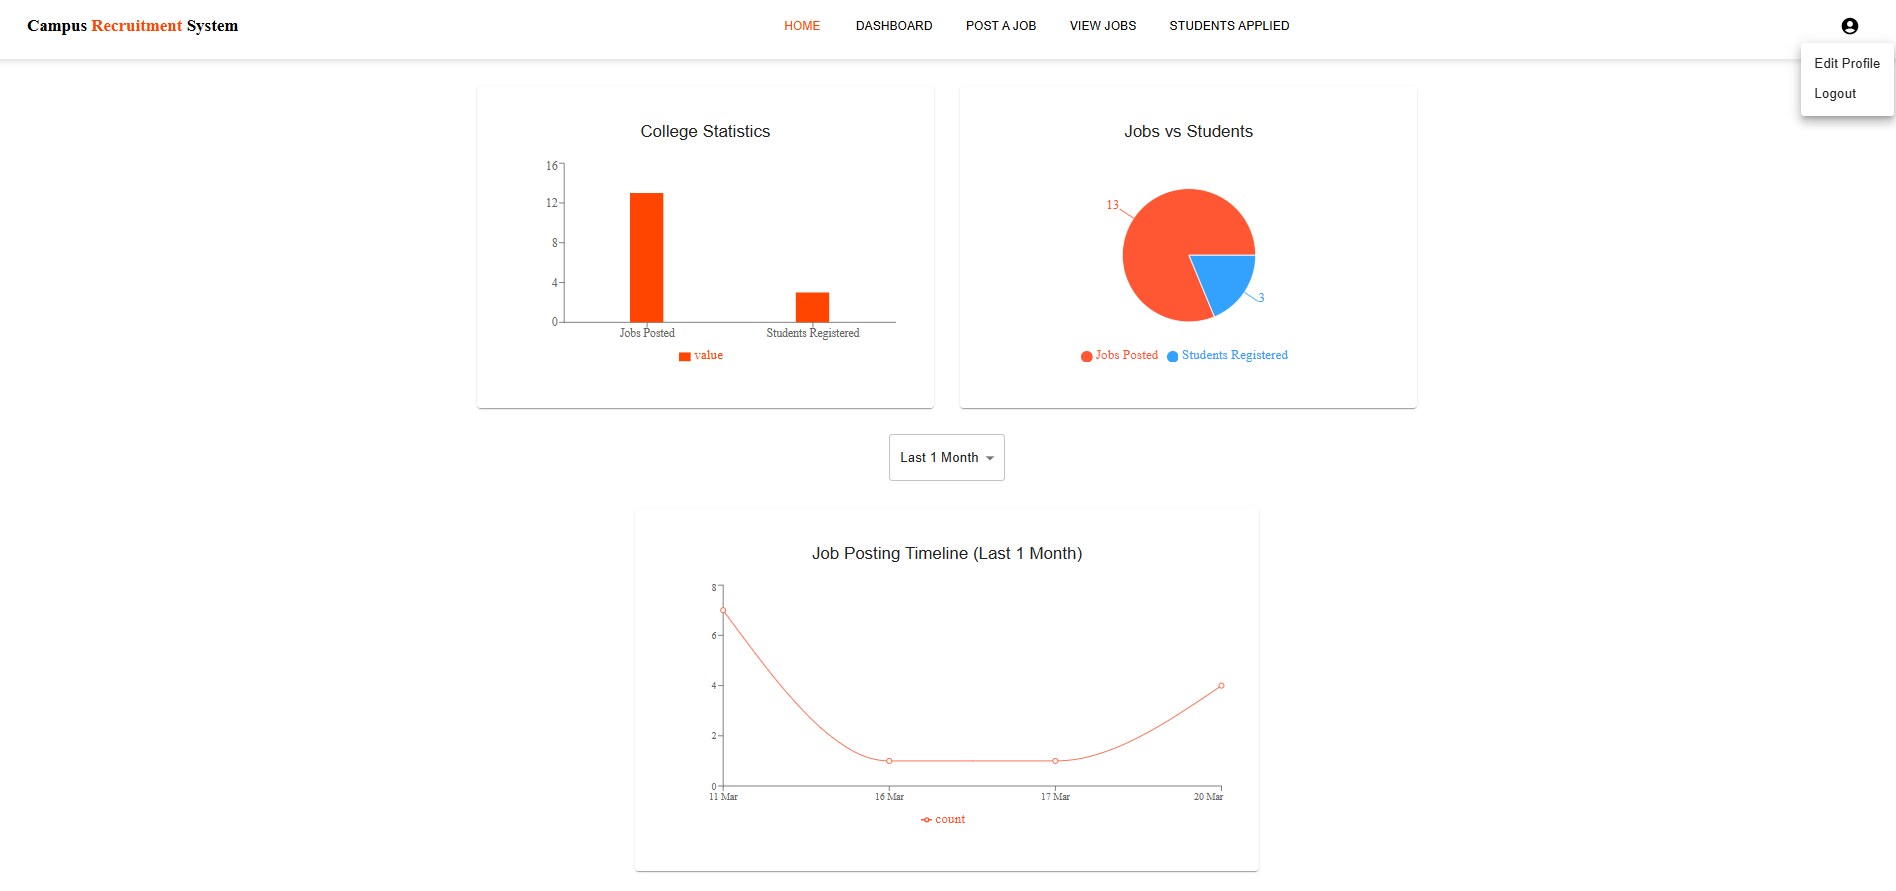 Campus Recruitment System
HOME
DASHBOARD
POST A JOB
VIEW JOBS
STUDENTS APPLIED
Edit Profile
Logout
College Statistics
16
12
8
4
0
Jobs Posted
Students Registered
value
Jobs vs Students
13
3
Jobs Posted
Students Registered
Last 1 Month
Job Posting Timeline (Last 1 Month)
8
6
4
2
0
11 Mar
16 Mar
17 Mar
20 Mar
count